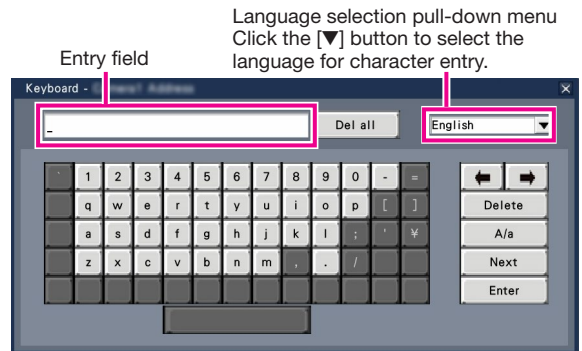 Language selection pull-down menu
Click the [▼] button to select the
language for character entry.
Entry field
Keyboard -
×
_
Del all
English ▼
` 1 2 3 4 5 6 7 8 9 0 - =
q w e r t y u i o p [ ]
a s d f g h j k l ; ' ¥
z x c v b n m , . /
Delete
A/a
Next
Enter